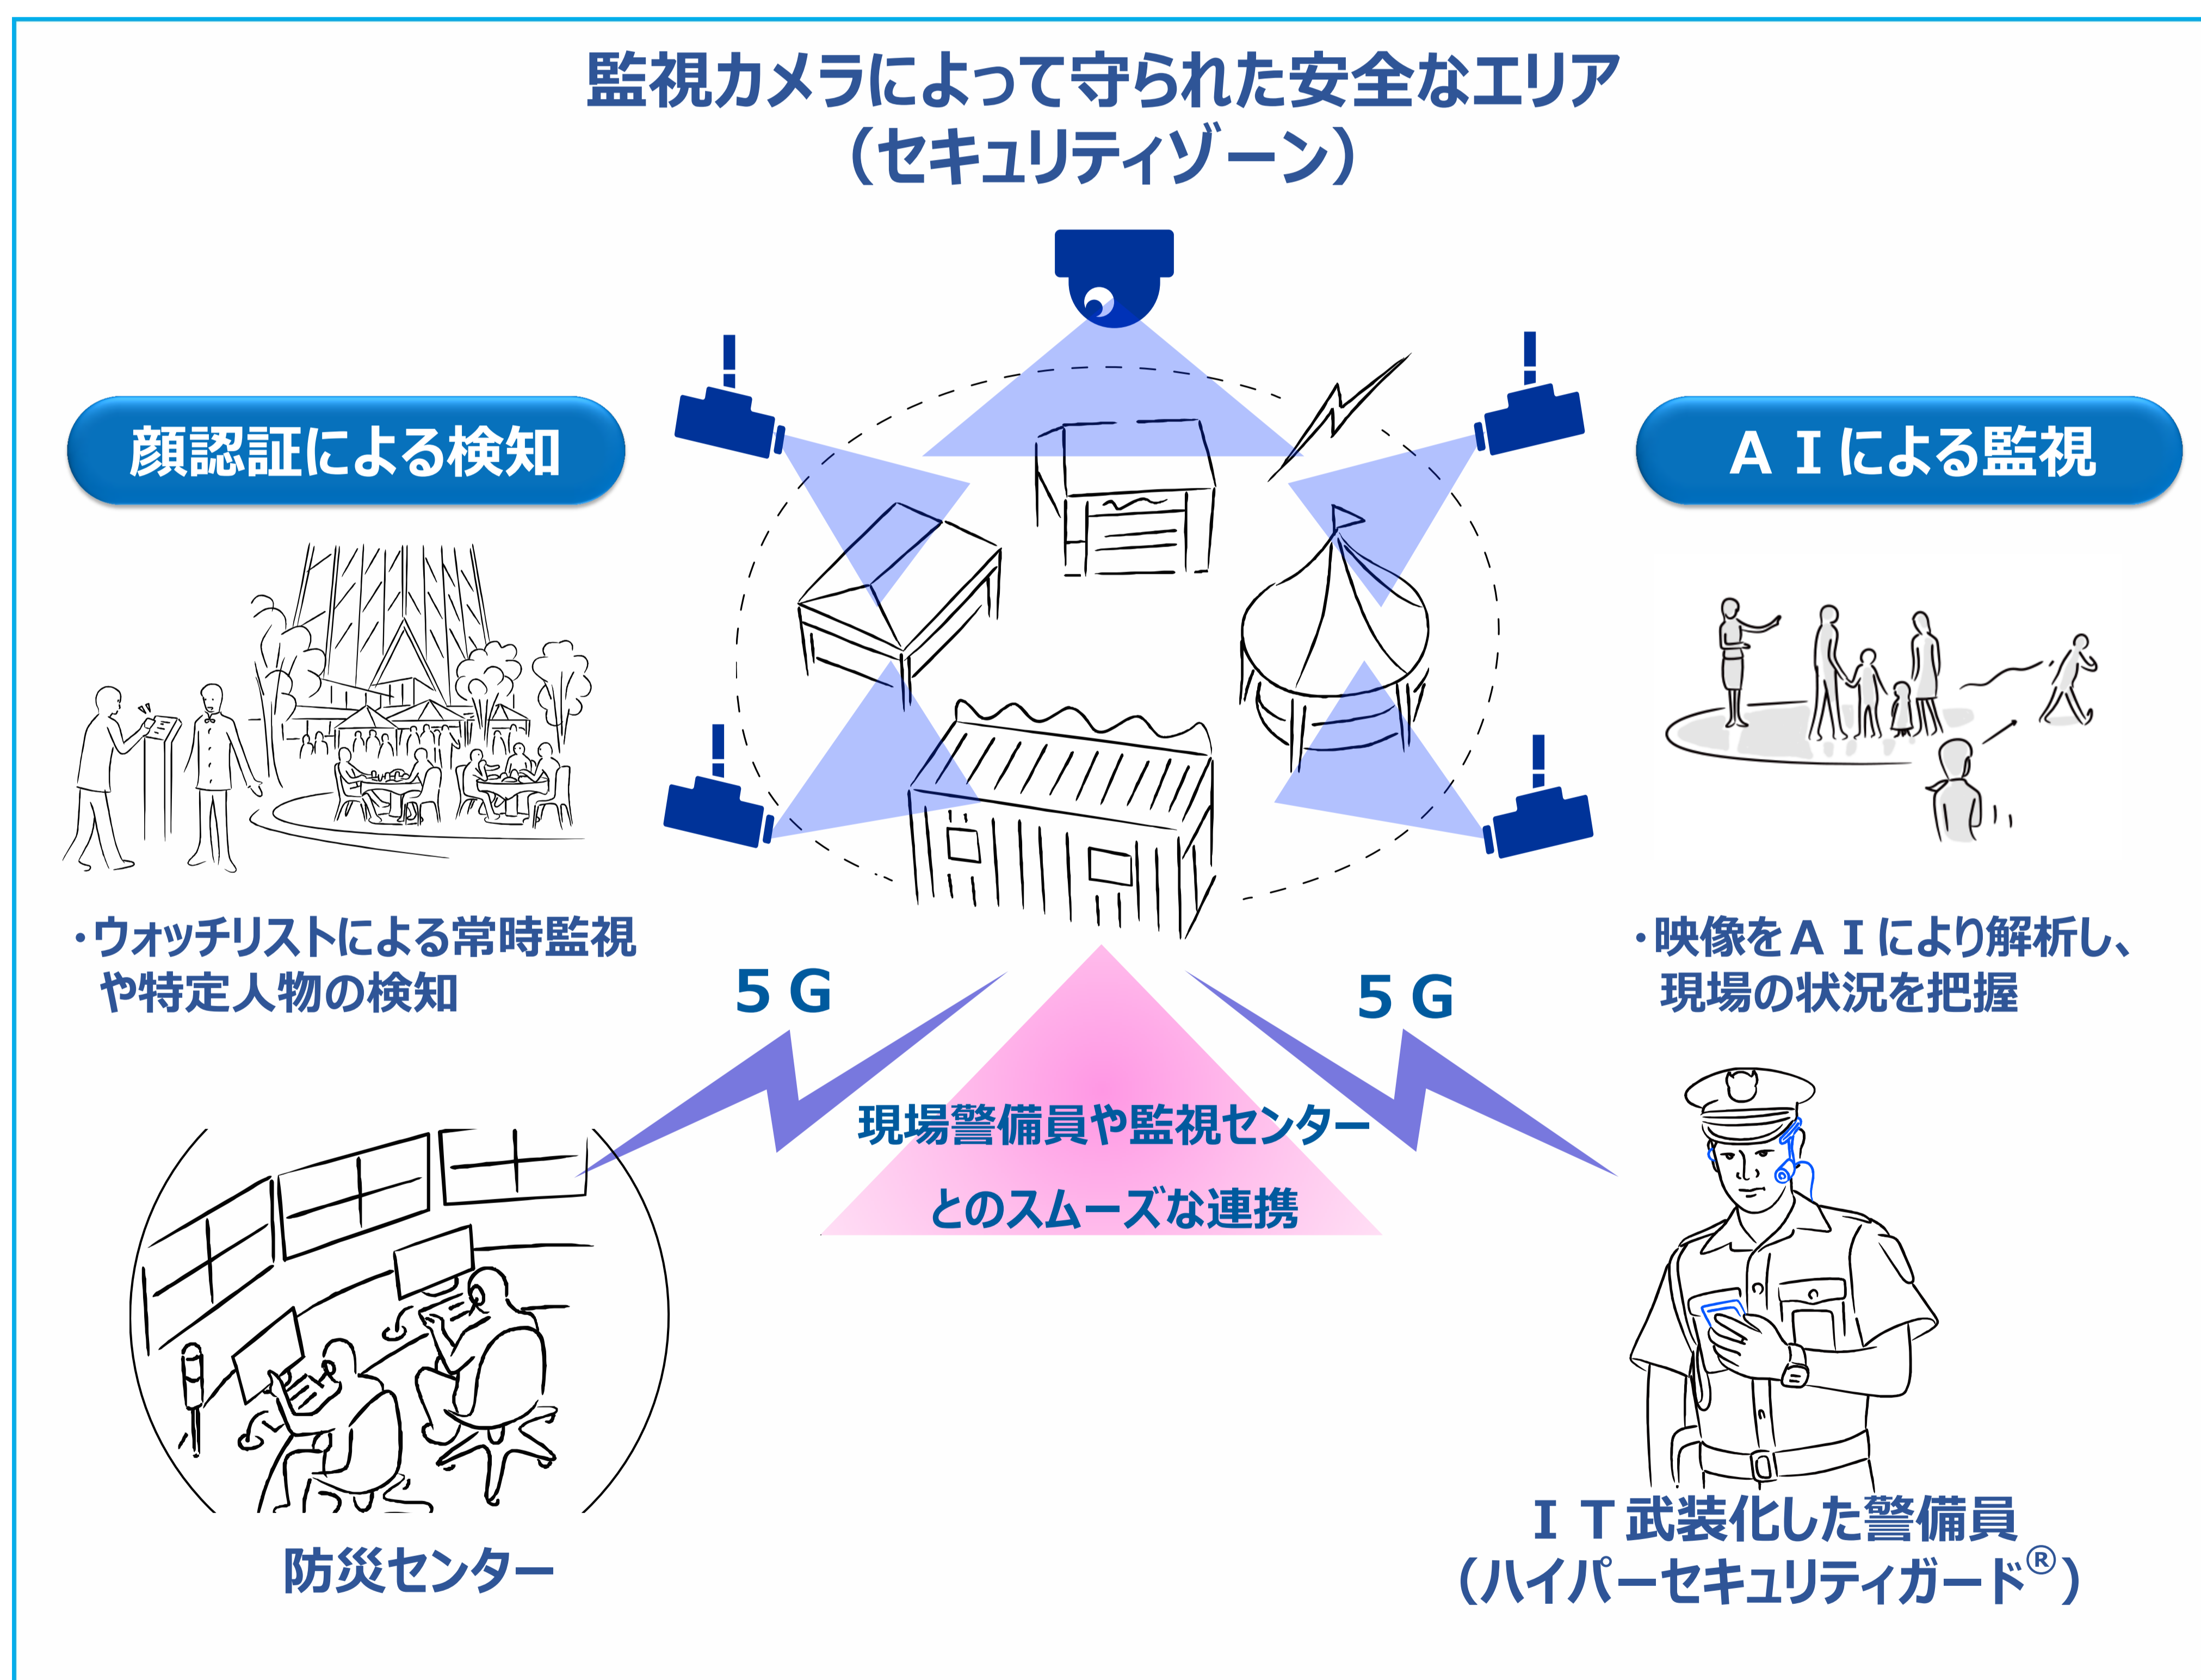 監視カメラによって守られた安全なエリア
（セキュリティゾーン）
顔認証による検知
ＡＩによる監視
・ウォッチリストによる常時監視
や特定人物の検知
・映像をＡＩにより解析し、
現場の状況を把握
５Ｇ
５Ｇ
現場警備員や監視センター
とのスムーズな連携
防災センター
ＩＴ武装化した警備員
（ハイパーセキュリティガード®）